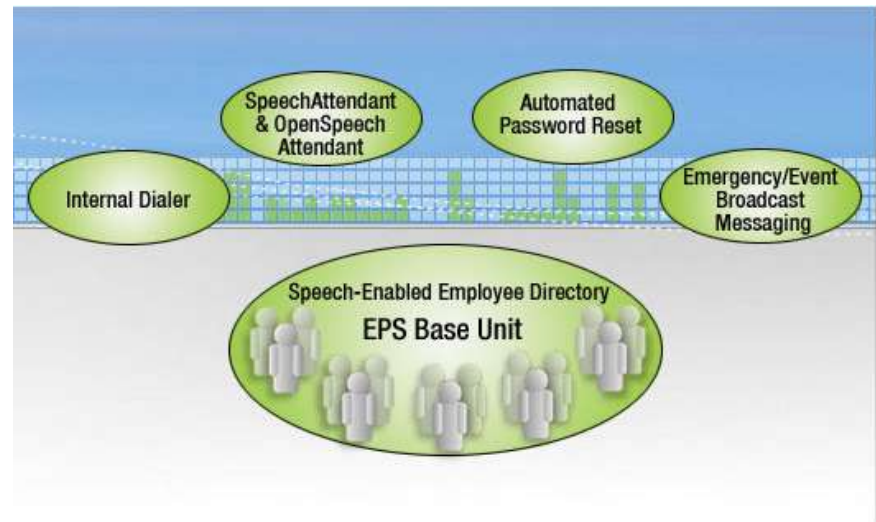 SpeechAttendant
& OpenSpeech
Attendant
Automated
Password Reset
Internal Dialer
Emergency/Event
Broadcast
Messaging
Speech-Enabled Employee Directory
EPS Base Unit